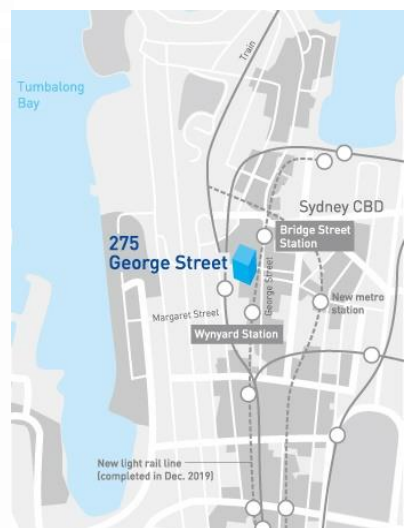 Train
Tumbalong
Bay
Sydney CBD
Bridge Street
Station
275
George Street
George Street
New metro
station
Margaret Street
Wynyard Station
New light rail line
(completed in Dec. 2019)